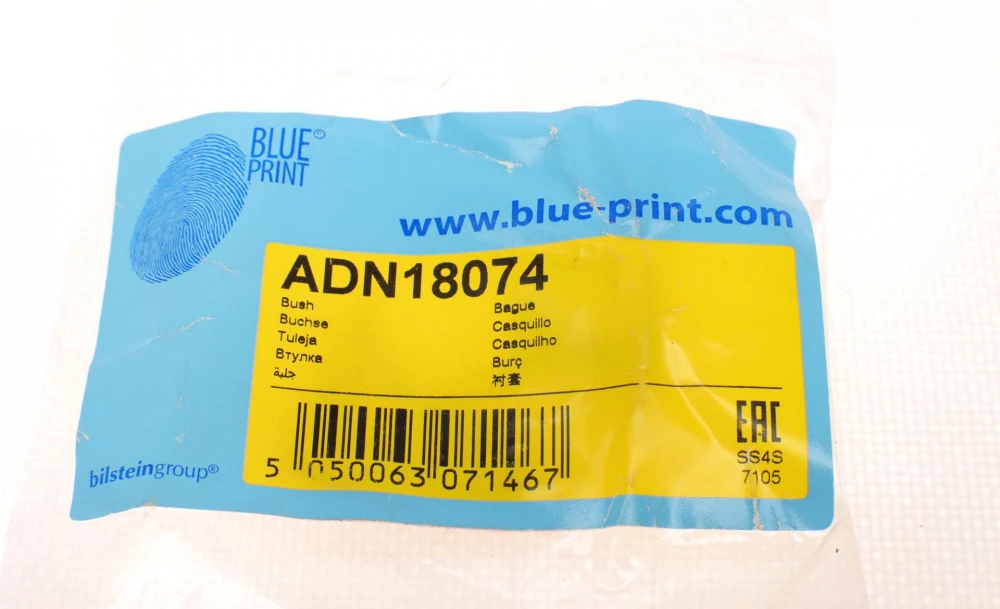 BLUE
PRINT
www.blue-print.com
ADN18074
Bush
Buchse
Tuleja
Втулка
جلبة
Bague
Casquillo
Casquilho
Burç
衬套
5 050063 071467
EAC
SS4S
7105
bilsteingroup®